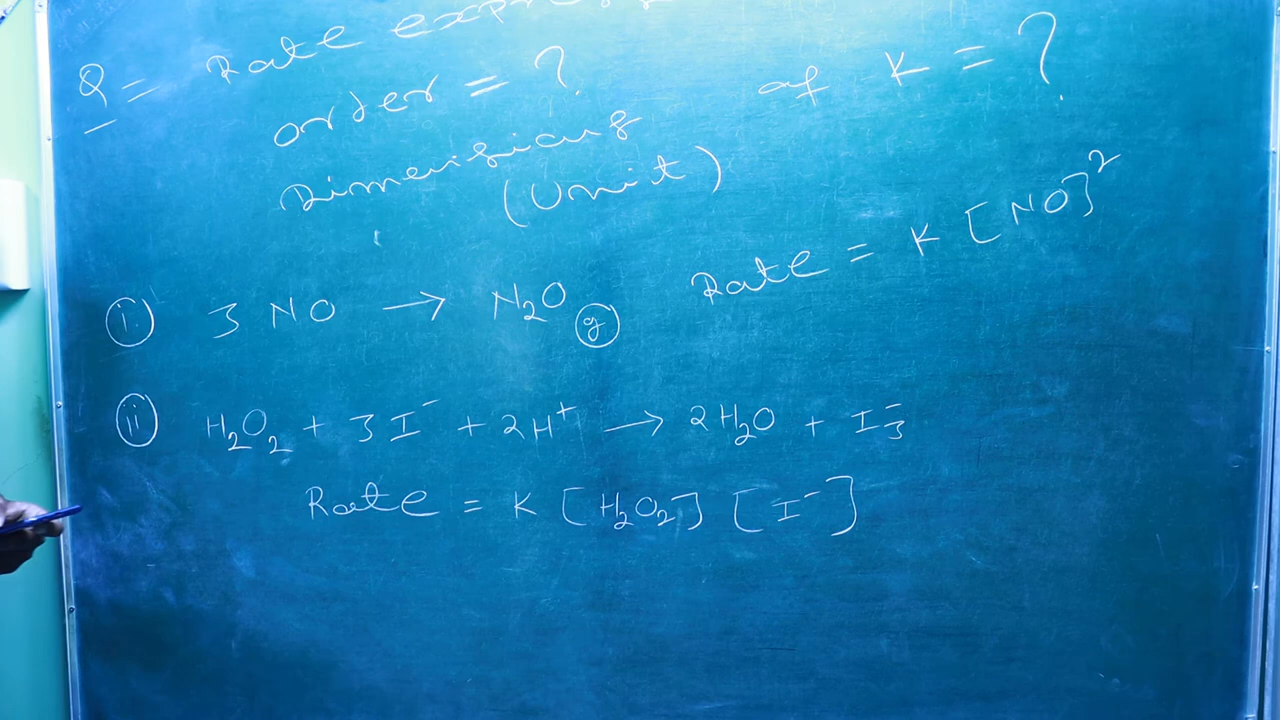 Q = Rate
order = ?
Dimensions of K = ?
(Unit)
(i) 3 NO → N₂O (g) Rate = K [NO]²
(ii) H₂O₂ + 3I⁻ + 2H⁺ → 2H₂O + I₃⁻
Rate = K [H₂O₂] [I⁻]